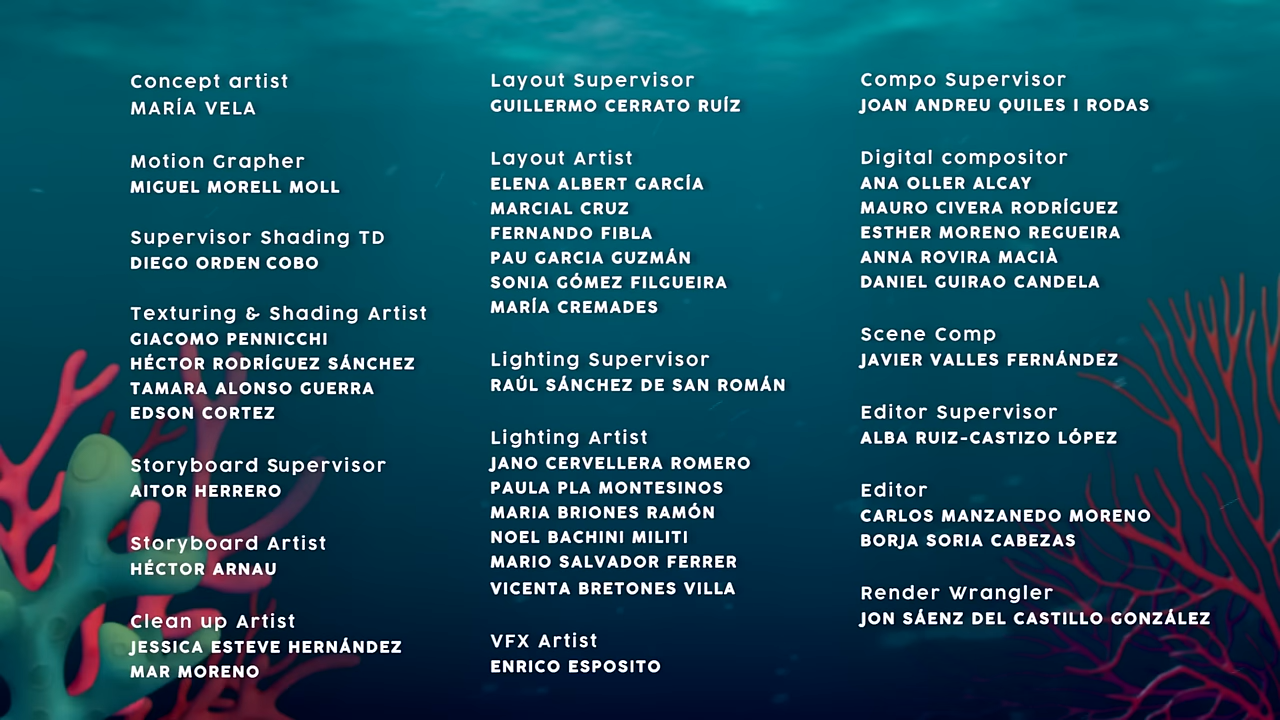 Concept artist
MARÍA VELA
Motion Grapher
MIGUEL MORELL MOLL
Supervisor Shading TD
DIEGO ORDEN COBO
Texturing & Shading Artist
GIACOMO PENNICCHI
HÉCTOR RODRÍGUEZ SÁNCHEZ
TAMARA ALONSO GUERRA
EDSON CORTEZ
Storyboard Supervisor
AITOR HERRERO
Storyboard Artist
HÉCTOR ARNAU
Clean up Artist
JESSICA ESTEVE HERNÁNDEZ
MAR MORENO
Layout Supervisor
GUILLERMO CERRATO RUÍZ
Layout Artist
ELENA ALBERT GARCÍA
MARCIAL CRUZ
FERNANDO FIBLA
PAU GARCIA GUZMÁN
SONIA GÓMEZ FILGUEIRA
MARÍA CREMADES
Lighting Supervisor
RAÚL SÁNCHEZ DE SAN ROMÁN
Lighting Artist
JANO CERVELLERA ROMERO
PAULA PLA MONTESINOS
MARIA BRIONES RAMÓN
NOEL BACHINI MILITI
MARIO SALVADOR FERRER
VICENTA BRETONES VILLA
VFX Artist
ENRICO ESPOSITO
Compo Supervisor
JOAN ANDREU QUILES I RODAS
Digital compositor
ANA OLLER ALCAY
MAURO CIVERA RODRÍGUEZ
ESTHER MORENO REGUEIRA
ANNA ROVIRA MACIÀ
DANIEL GUIRAO CANDELA
Scene Comp
JAVIER VALLES FERNÁNDEZ
Editor Supervisor
ALBA RUIZ-CASTIZO LÓPEZ
Editor
CARLOS MANZANEDO MORENO
BORJA SORIA CABEZAS
Render Wrangler
JON SÁENZ DEL CASTILLO GONZÁLEZ